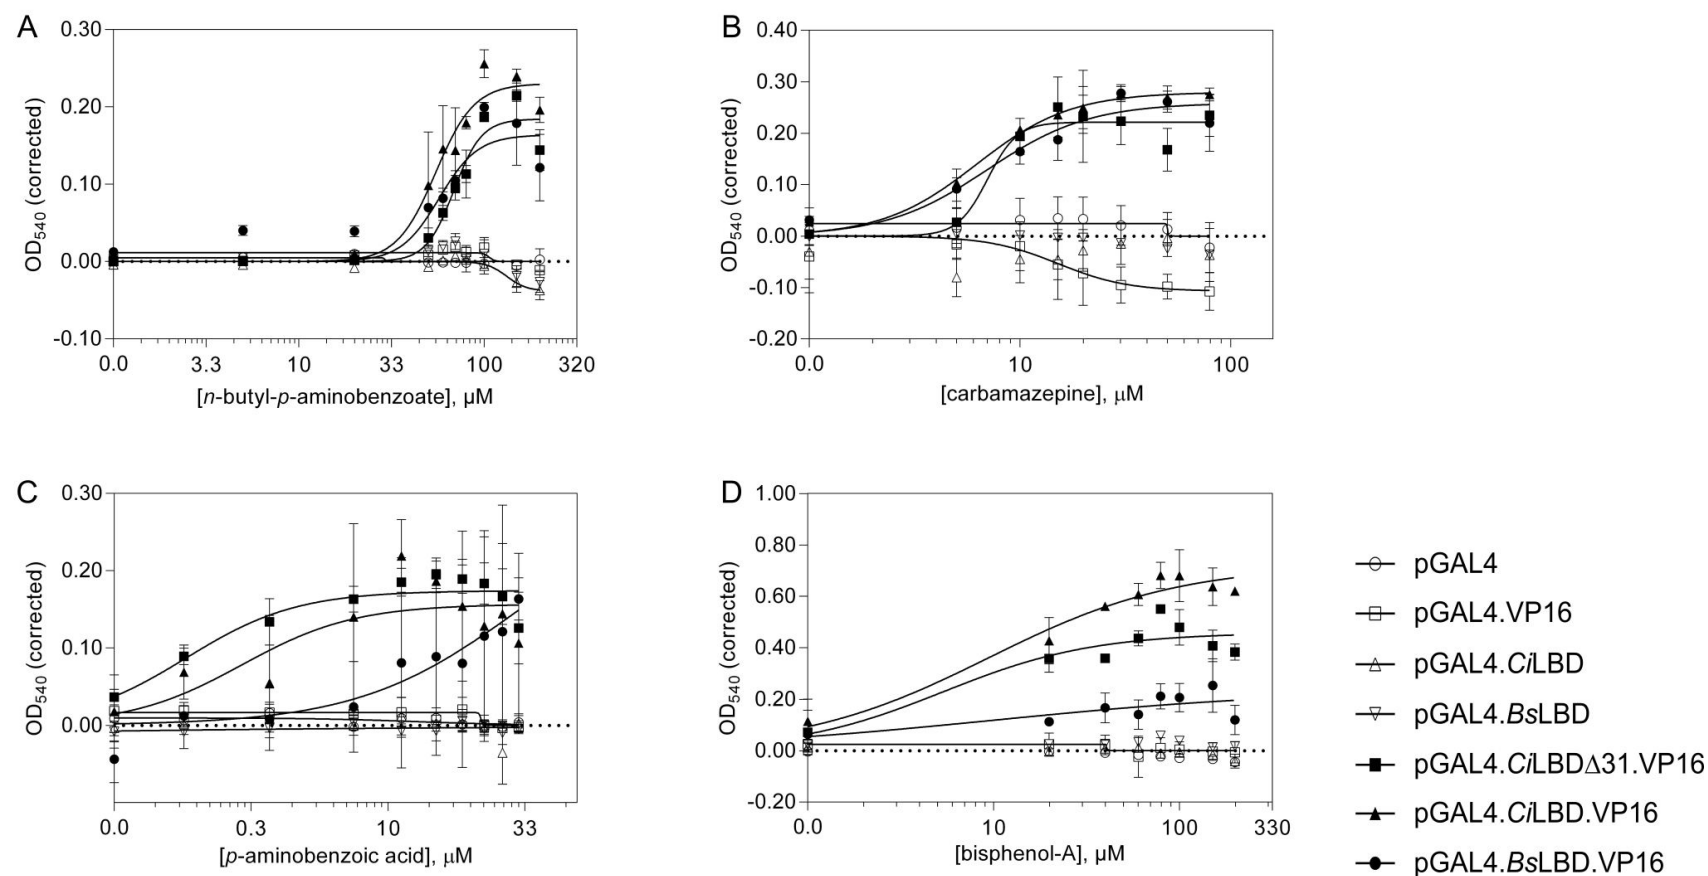 A
0.30
0.20
0.10
0.00
-0.10
OD540 (corrected)
0.0 3.3 10 33 100 320
[n-butyl-p-aminobenzoate], µM
B
0.40
0.30
0.20
0.10
0.00
-0.10
-0.20
OD540 (corrected)
0.0 10 100
[carbamazepine], µM
C
0.30
0.20
0.10
0.00
OD540 (corrected)
0.0 0.3 10 33
[p-aminobenzoic acid], µM
D
1.00
0.80
0.60
0.40
0.20
0.00
-0.20
OD540 (corrected)
0.0 10 100 330
[bisphenol-A], µM
pGAL4
pGAL4.VP16
pGAL4.CiLBD
pGAL4.BsLBD
pGAL4.CiLBDΔ31.VP16
pGAL4.CiLBD.VP16
pGAL4.BsLBD.VP16